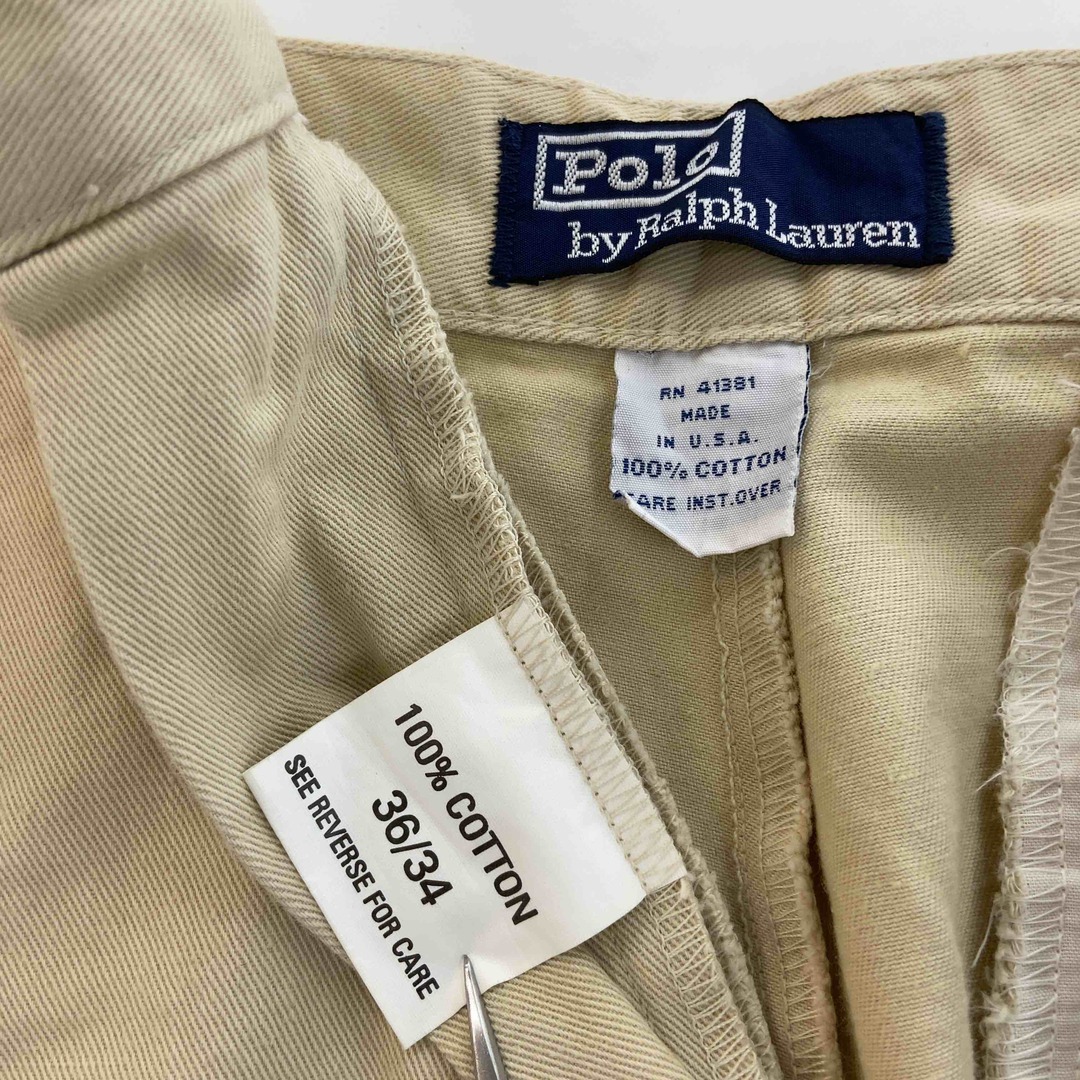 Polo
by Ralph Lauren
RN 41381
MADE
IN U.S.A.
100% COTTON
CARE INST.OVER
100% COTTON
36/34
SEE REVERSE FOR CARE